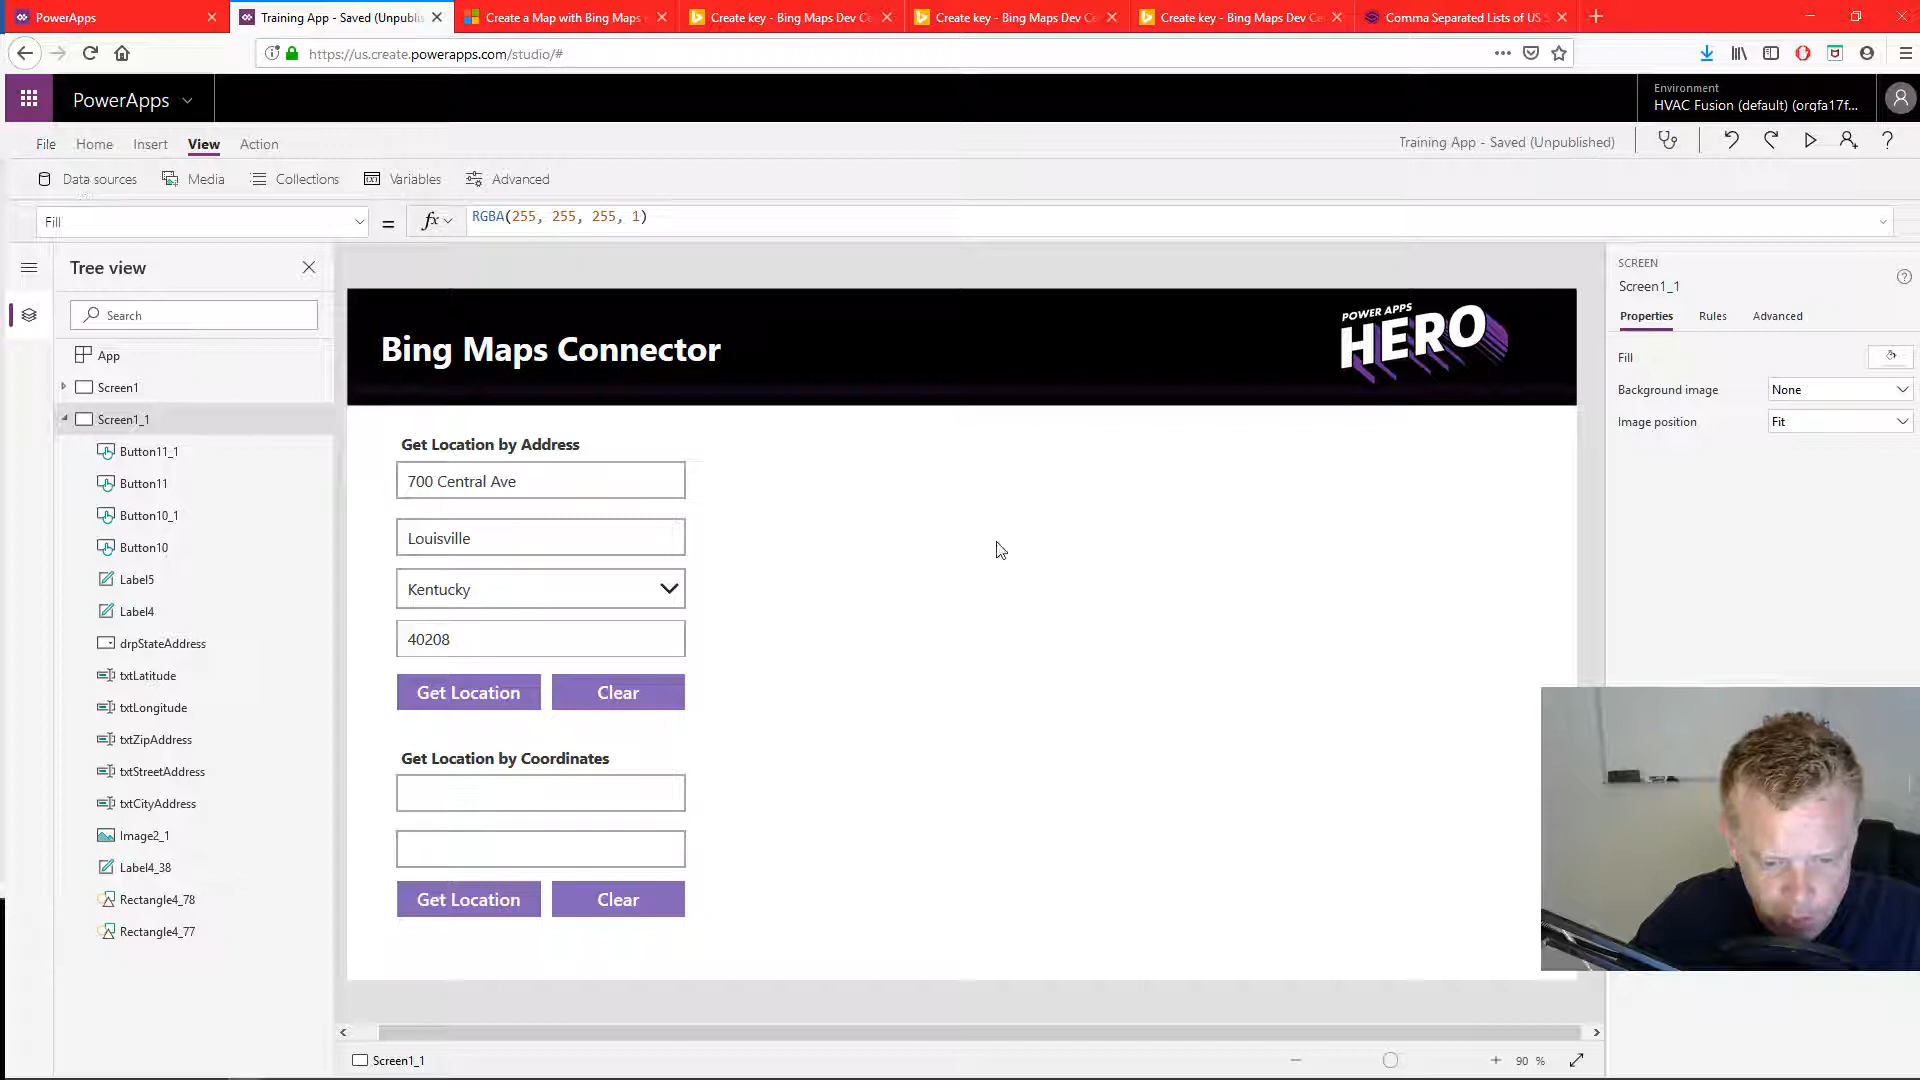 PowerApps
Training App - Saved (Unpublis
Create a Map with Bing Maps
Create key - Bing Maps Dev Ce
Create key - Bing Maps Dev Ce
Create key - Bing Maps Dev Ce
Comma Separated Lists of US S
https://us.create.powerapps.com/studio/#
PowerApps
Environment
HVAC Fusion (default) (orqfa17f...
File Home Insert View Action
Training App - Saved (Unpublished)
Data sources Media Collections Variables Advanced
Fill
= fx RGBA(255, 255, 255, 1)
Tree view
Search
App
Screen1
Screen1_1
Button11_1
Button11
Button10_1
Button10
Label5
Label4
drpStateAddress
txtLatitude
txtLongitude
txtZipAddress
txtStreetAddress
txtCityAddress
Image2_1
Label4_38
Rectangle4_78
Rectangle4_77
Bing Maps Connector
POWER APPS
HERO
Get Location by Address
700 Central Ave
Louisville
Kentucky
40208
Get Location Clear
Get Location by Coordinates
Get Location Clear
SCREEN
Screen1_1
Properties Rules Advanced
Fill
Background image None
Image position Fit
Screen1_1
90 %